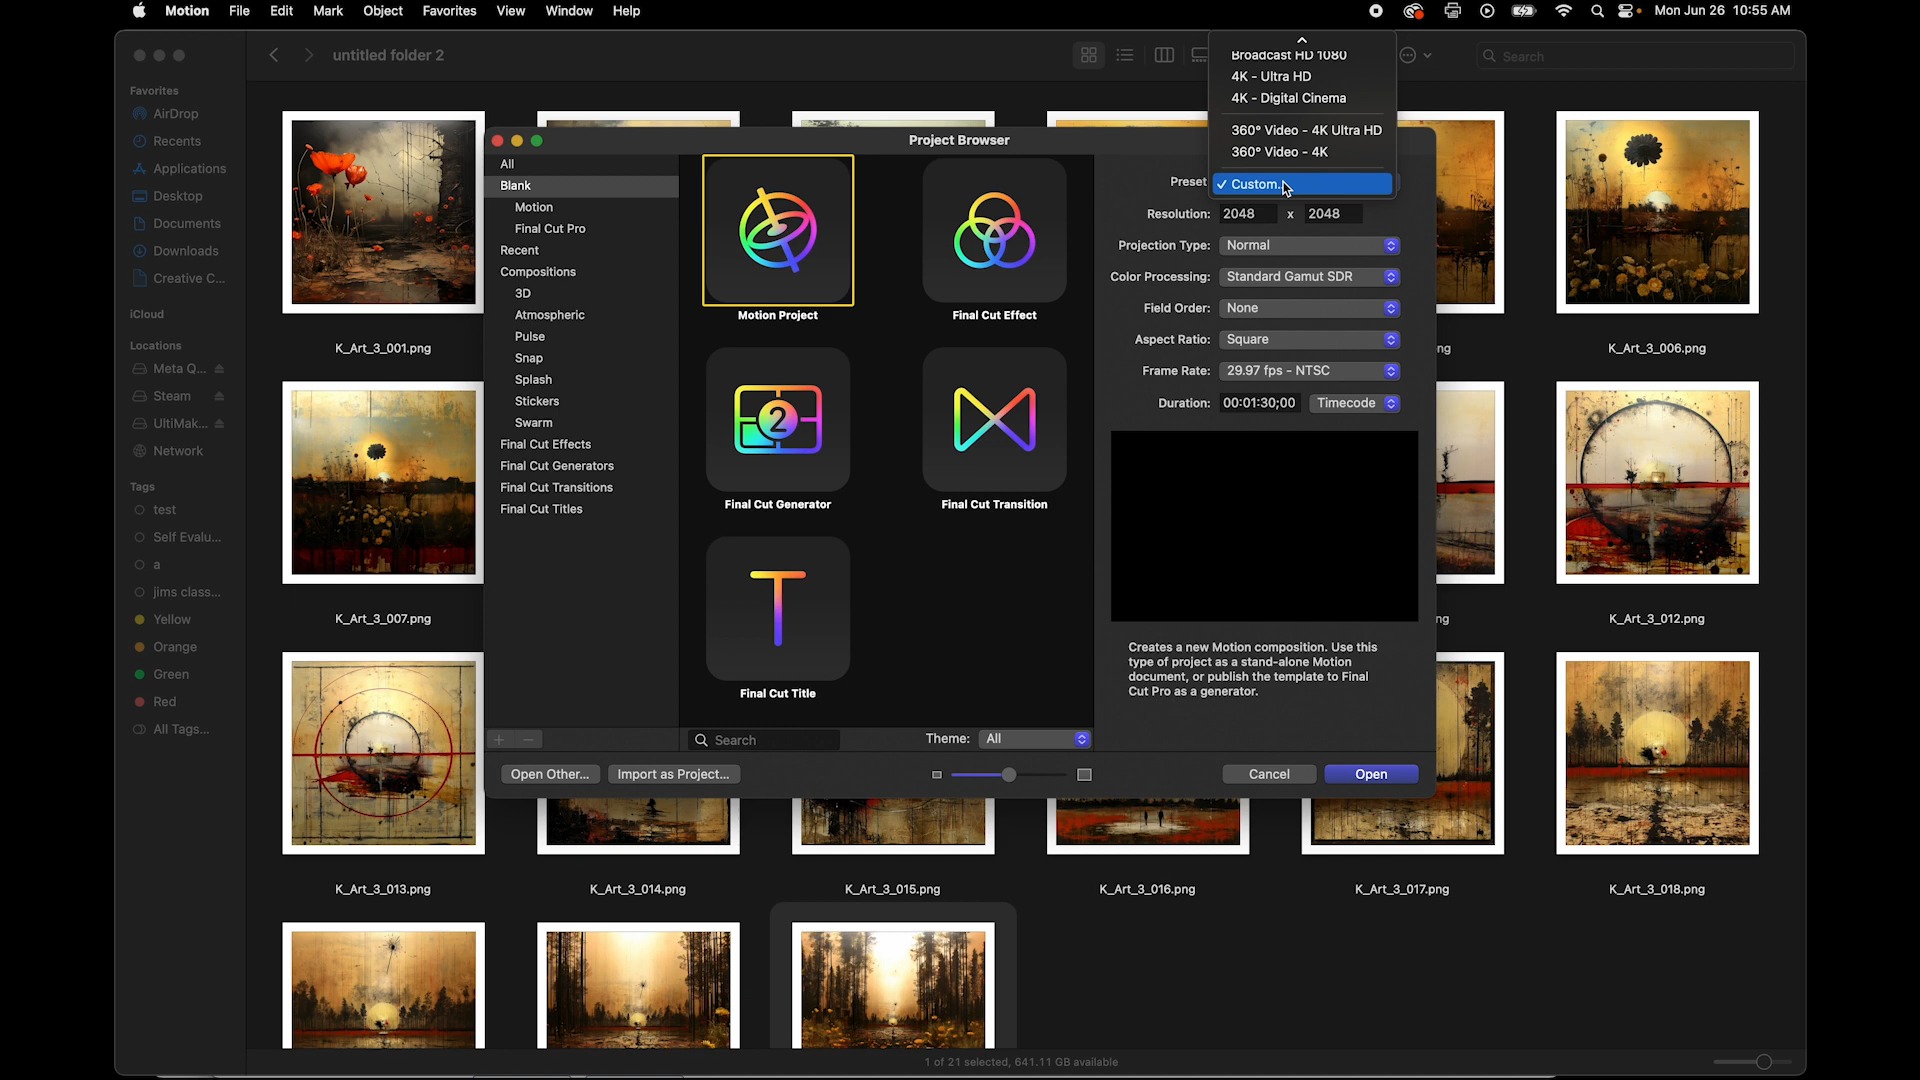 Motion File Edit Mark Object Favorites View Window Help
Mon Jun 26 10:55 AM
untitled folder 2
Search
Favorites
AirDrop
Recents
Applications
Desktop
Documents
Downloads
Creative C...
iCloud
Locations
Meta Q...
Steam
UltiMak...
Network
Tags
test
Self Evalu...
a
jims class...
Yellow
Orange
Green
Red
All Tags...
K_Art_3_001.png
ng
K_Art_3_006.png
K_Art_3_007.png
ng
K_Art_3_012.png
K_Art_3_013.png
K_Art_3_014.png
K_Art_3_015.png
K_Art_3_016.png
K_Art_3_017.png
K_Art_3_018.png
1 of 21 selected, 641.11 GB available
Project Browser
All
Blank
Motion
Final Cut Pro
Recent
Compositions
3D
Atmospheric
Pulse
Snap
Splash
Stickers
Swarm
Final Cut Effects
Final Cut Generators
Final Cut Transitions
Final Cut Titles
Motion Project
Final Cut Effect
2
Final Cut Generator
Final Cut Transition
T
Final Cut Title
Search
Theme: All
Open Other...
Import as Project...
Cancel
Open
Broadcast HD 1080
4K - Ultra HD
4K - Digital Cinema
360° Video - 4K Ultra HD
360° Video - 4K
Preset
✓ Custom...
Resolution: 2048 x 2048
Projection Type: Normal
Color Processing: Standard Gamut SDR
Field Order: None
Aspect Ratio: Square
Frame Rate: 29.97 fps - NTSC
Duration: 00:01:30;00 Timecode
Creates a new Motion composition. Use this
type of project as a stand-alone Motion
document, or publish the template to Final
Cut Pro as a generator.